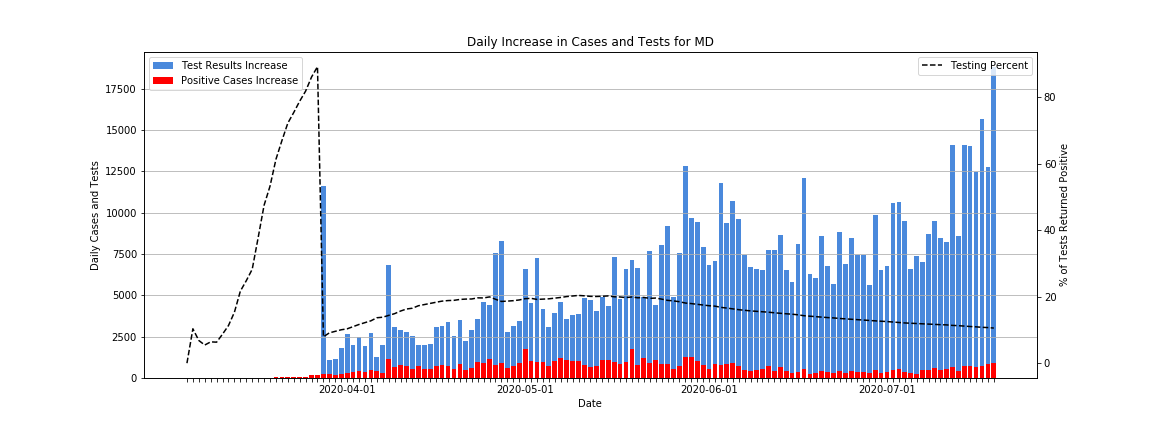 Daily Increase in Cases and Tests for MD
Test Results Increase
Positive Cases Increase
Testing Percent
17500
15000
12500
10000
7500
5000
2500
0
Daily Cases and Tests
80
60
40
20
0
% of Tests Returned Positive
2020-04-01
2020-05-01
2020-06-01
2020-07-01
Date